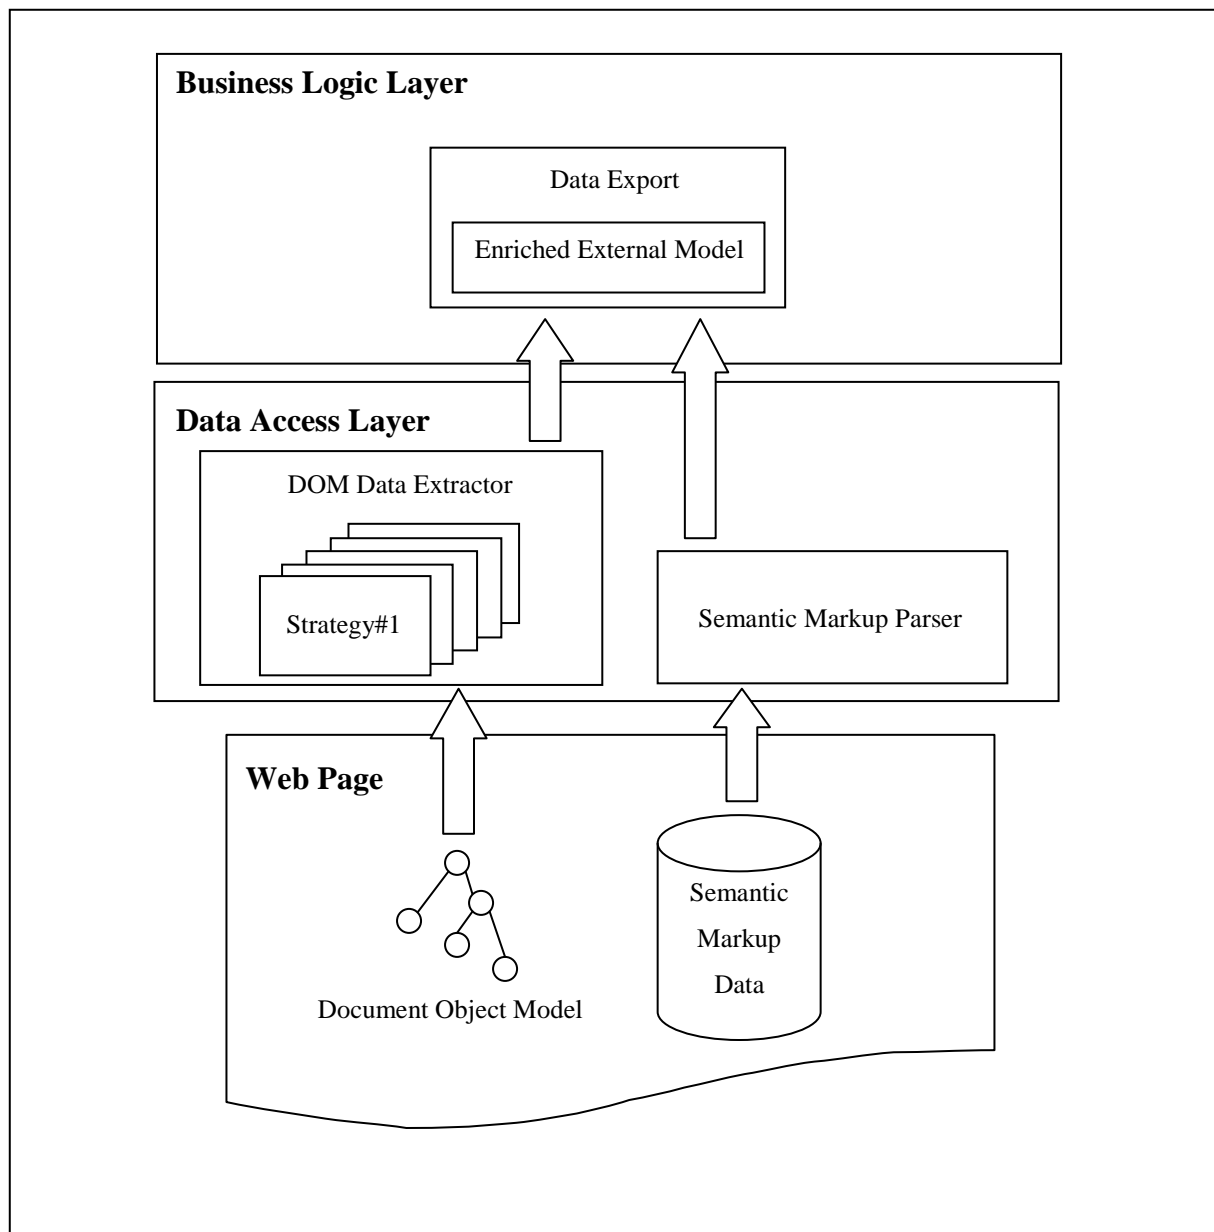 Business Logic Layer
Data Export
Enriched External Model
Data Access Layer
DOM Data Extractor
Strategy#1
Semantic Markup Parser
Web Page
Semantic
Markup
Data
Document Object Model